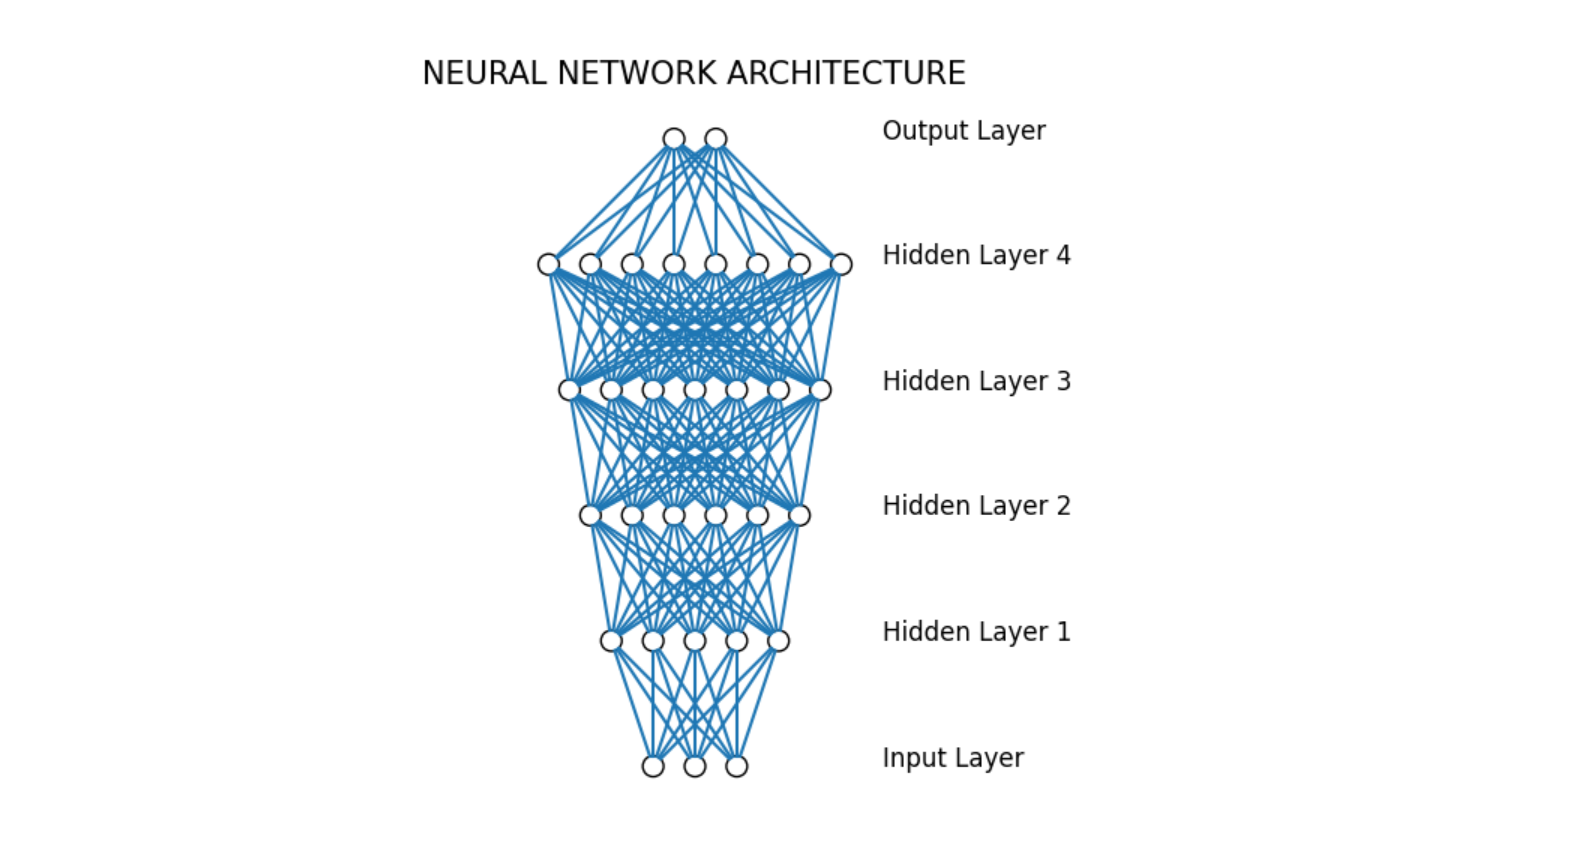 NEURAL NETWORK ARCHITECTURE
Output Layer
Hidden Layer 4
Hidden Layer 3
Hidden Layer 2
Hidden Layer 1
Input Layer